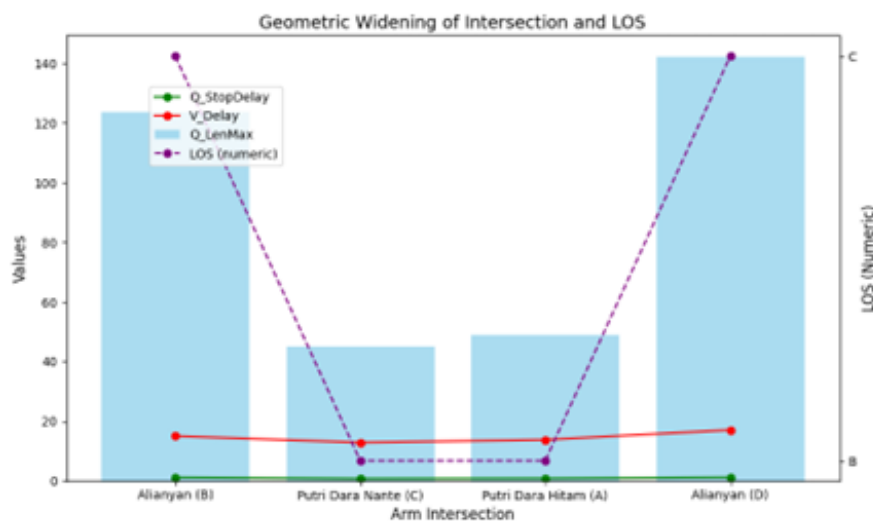 Geometric Widening of Intersection and LOS
140
120
100
80
60
40
20
0
Values
Q_StopDelay
V_Delay
Q_LenMax
LOS (numeric)
C
B
LOS (Numeric)
Alianyan (B)
Putri Dara Nante (C)
Putri Dara Hitam (A)
Alianyan (D)
Arm Intersection